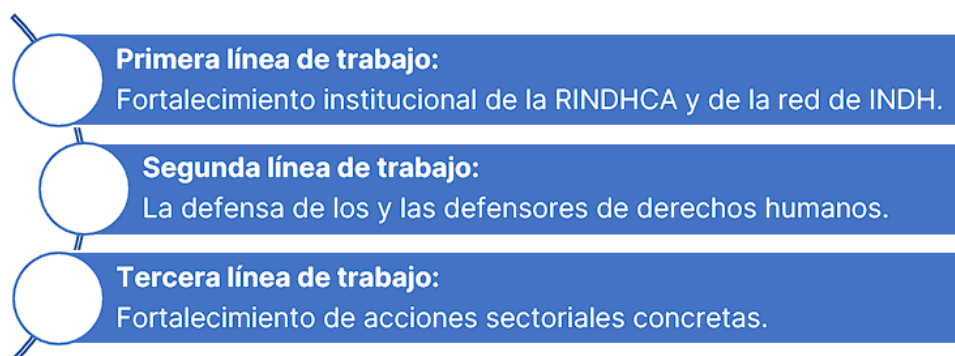 Primera línea de trabajo:
Fortalecimiento institucional de la RINDHCA y de la red de INDH.
Segunda línea de trabajo:
La defensa de los y las defensores de derechos humanos.
Tercera línea de trabajo:
Fortalecimiento de acciones sectoriales concretas.